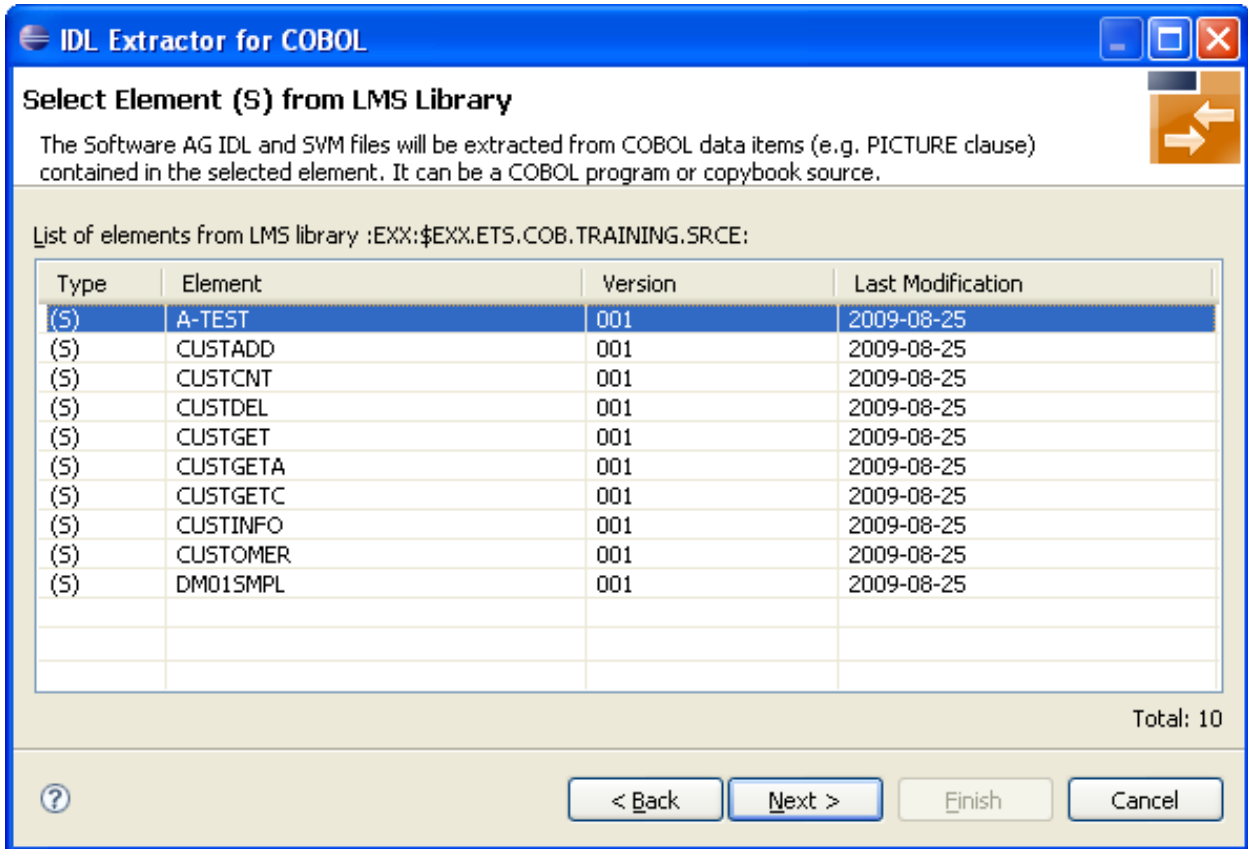 IDL Extractor for COBOL
Select Element (S) from LMS Library
The Software AG IDL and SVM files will be extracted from COBOL data items (e.g. PICTURE clause)
contained in the selected element. It can be a COBOL program or copybook source.
List of elements from LMS library :EXX:$EXX.ETS.COB.TRAINING.SRCE:
Type Element Version Last Modification
(S) A-TEST 001 2009-08-25
(S) CUSTADD 001 2009-08-25
(S) CUSTCNT 001 2009-08-25
(S) CUSTDEL 001 2009-08-25
(S) CUSTGET 001 2009-08-25
(S) CUSTGETA 001 2009-08-25
(S) CUSTGETC 001 2009-08-25
(S) CUSTINFO 001 2009-08-25
(S) CUSTOMER 001 2009-08-25
(S) DM01SMPL 001 2009-08-25
Total: 10
? < Back Next > Finish Cancel